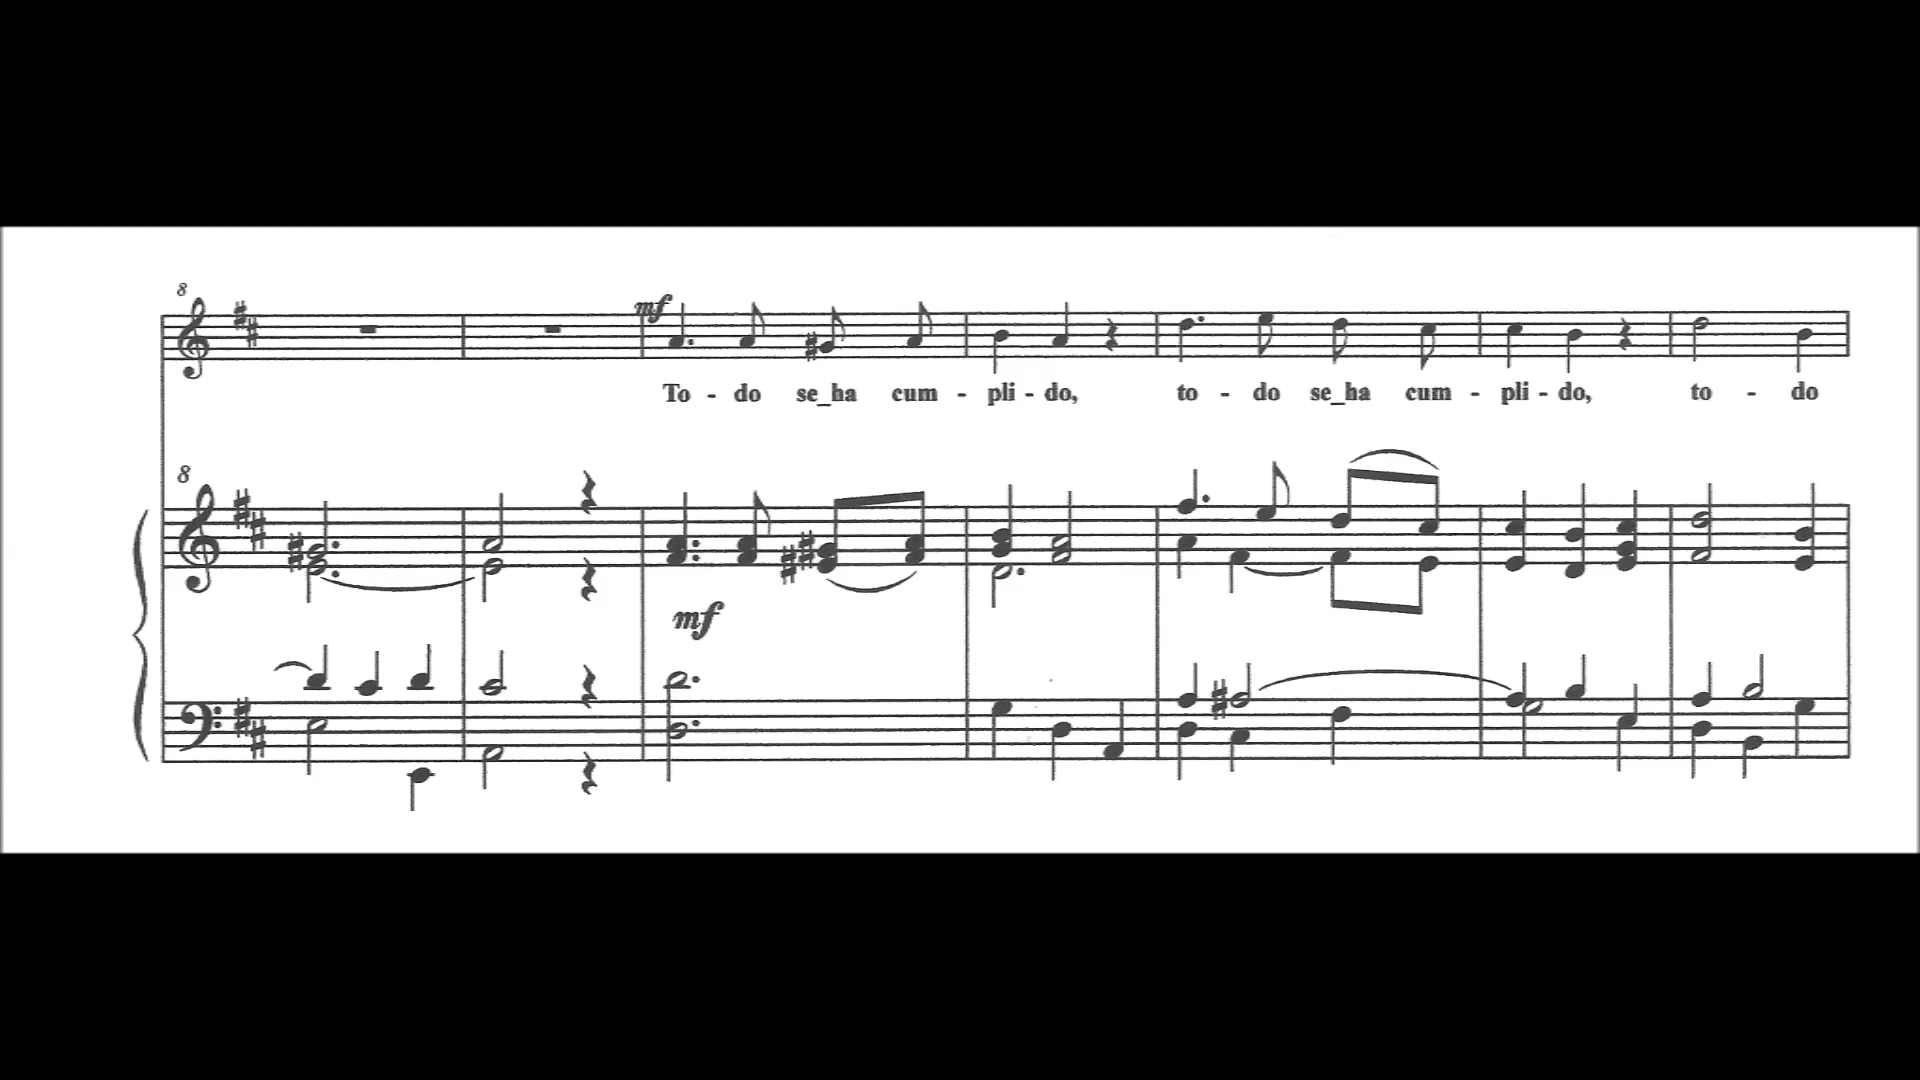 8
mf
To - do se_ha cum - pli - do, to - do se_ha cum - pli - do, to - do
8
mf